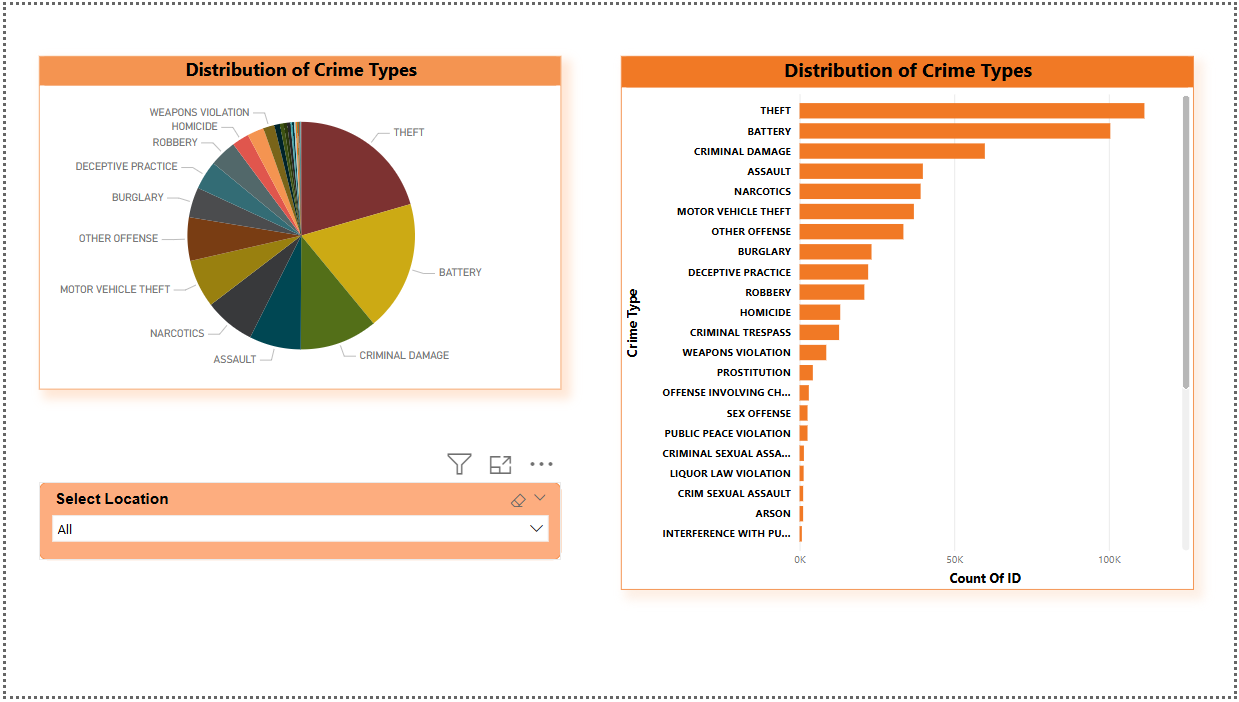 Distribution of Crime Types
WEAPONS VIOLATION
HOMICIDE
ROBBERY
DECEPTIVE PRACTICE
BURGLARY
OTHER OFFENSE
MOTOR VEHICLE THEFT
NARCOTICS
ASSAULT
THEFT
BATTERY
CRIMINAL DAMAGE
Select Location
All
Distribution of Crime Types
Crime Type
THEFT
BATTERY
CRIMINAL DAMAGE
ASSAULT
NARCOTICS
MOTOR VEHICLE THEFT
OTHER OFFENSE
BURGLARY
DECEPTIVE PRACTICE
ROBBERY
HOMICIDE
CRIMINAL TRESPASS
WEAPONS VIOLATION
PROSTITUTION
OFFENSE INVOLVING CH...
SEX OFFENSE
PUBLIC PEACE VIOLATION
CRIMINAL SEXUAL ASSA...
LIQUOR LAW VIOLATION
CRIM SEXUAL ASSAULT
ARSON
INTERFERENCE WITH PU...
0K 50K 100K
Count Of ID